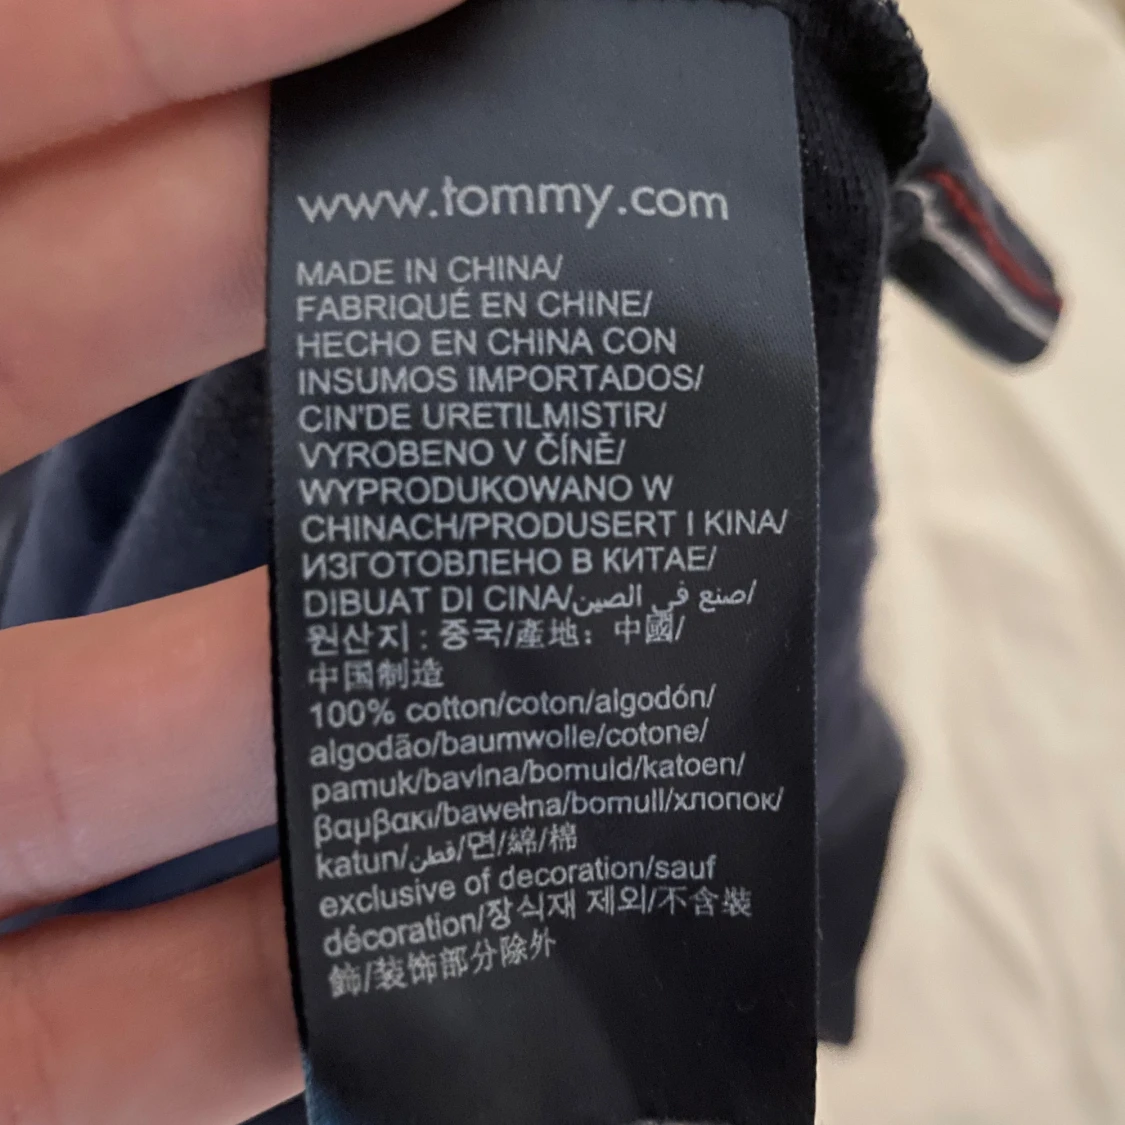 www.tommy.com
MADE IN CHINA/
FABRIQUÉ EN CHINE/
HECHO EN CHINA CON
INSUMOS IMPORTADOS/
CIN'DE URETILMISTIR/
VYROBENO V ČÍNĚ/
WYPRODUKOWANO W
CHINACH/PRODUSERT I KINA/
ИЗГОТОВЛЕНО В КИТАЕ/
DIBUAT DI CINA/صنع في الصين/
원산지 : 중국/產地: 中國/
中国制造
100% cotton/coton/algodón/
algodão/baumwolle/cotone/
pamuk/bavlna/bomuld/katoen/
βαμβακι/bawełna/bomull/хлопок/
katun/قطن/면/綿/棉
exclusive of decoration/sauf
décoration/장식재 제외/不含裝
飾/装饰部分除外